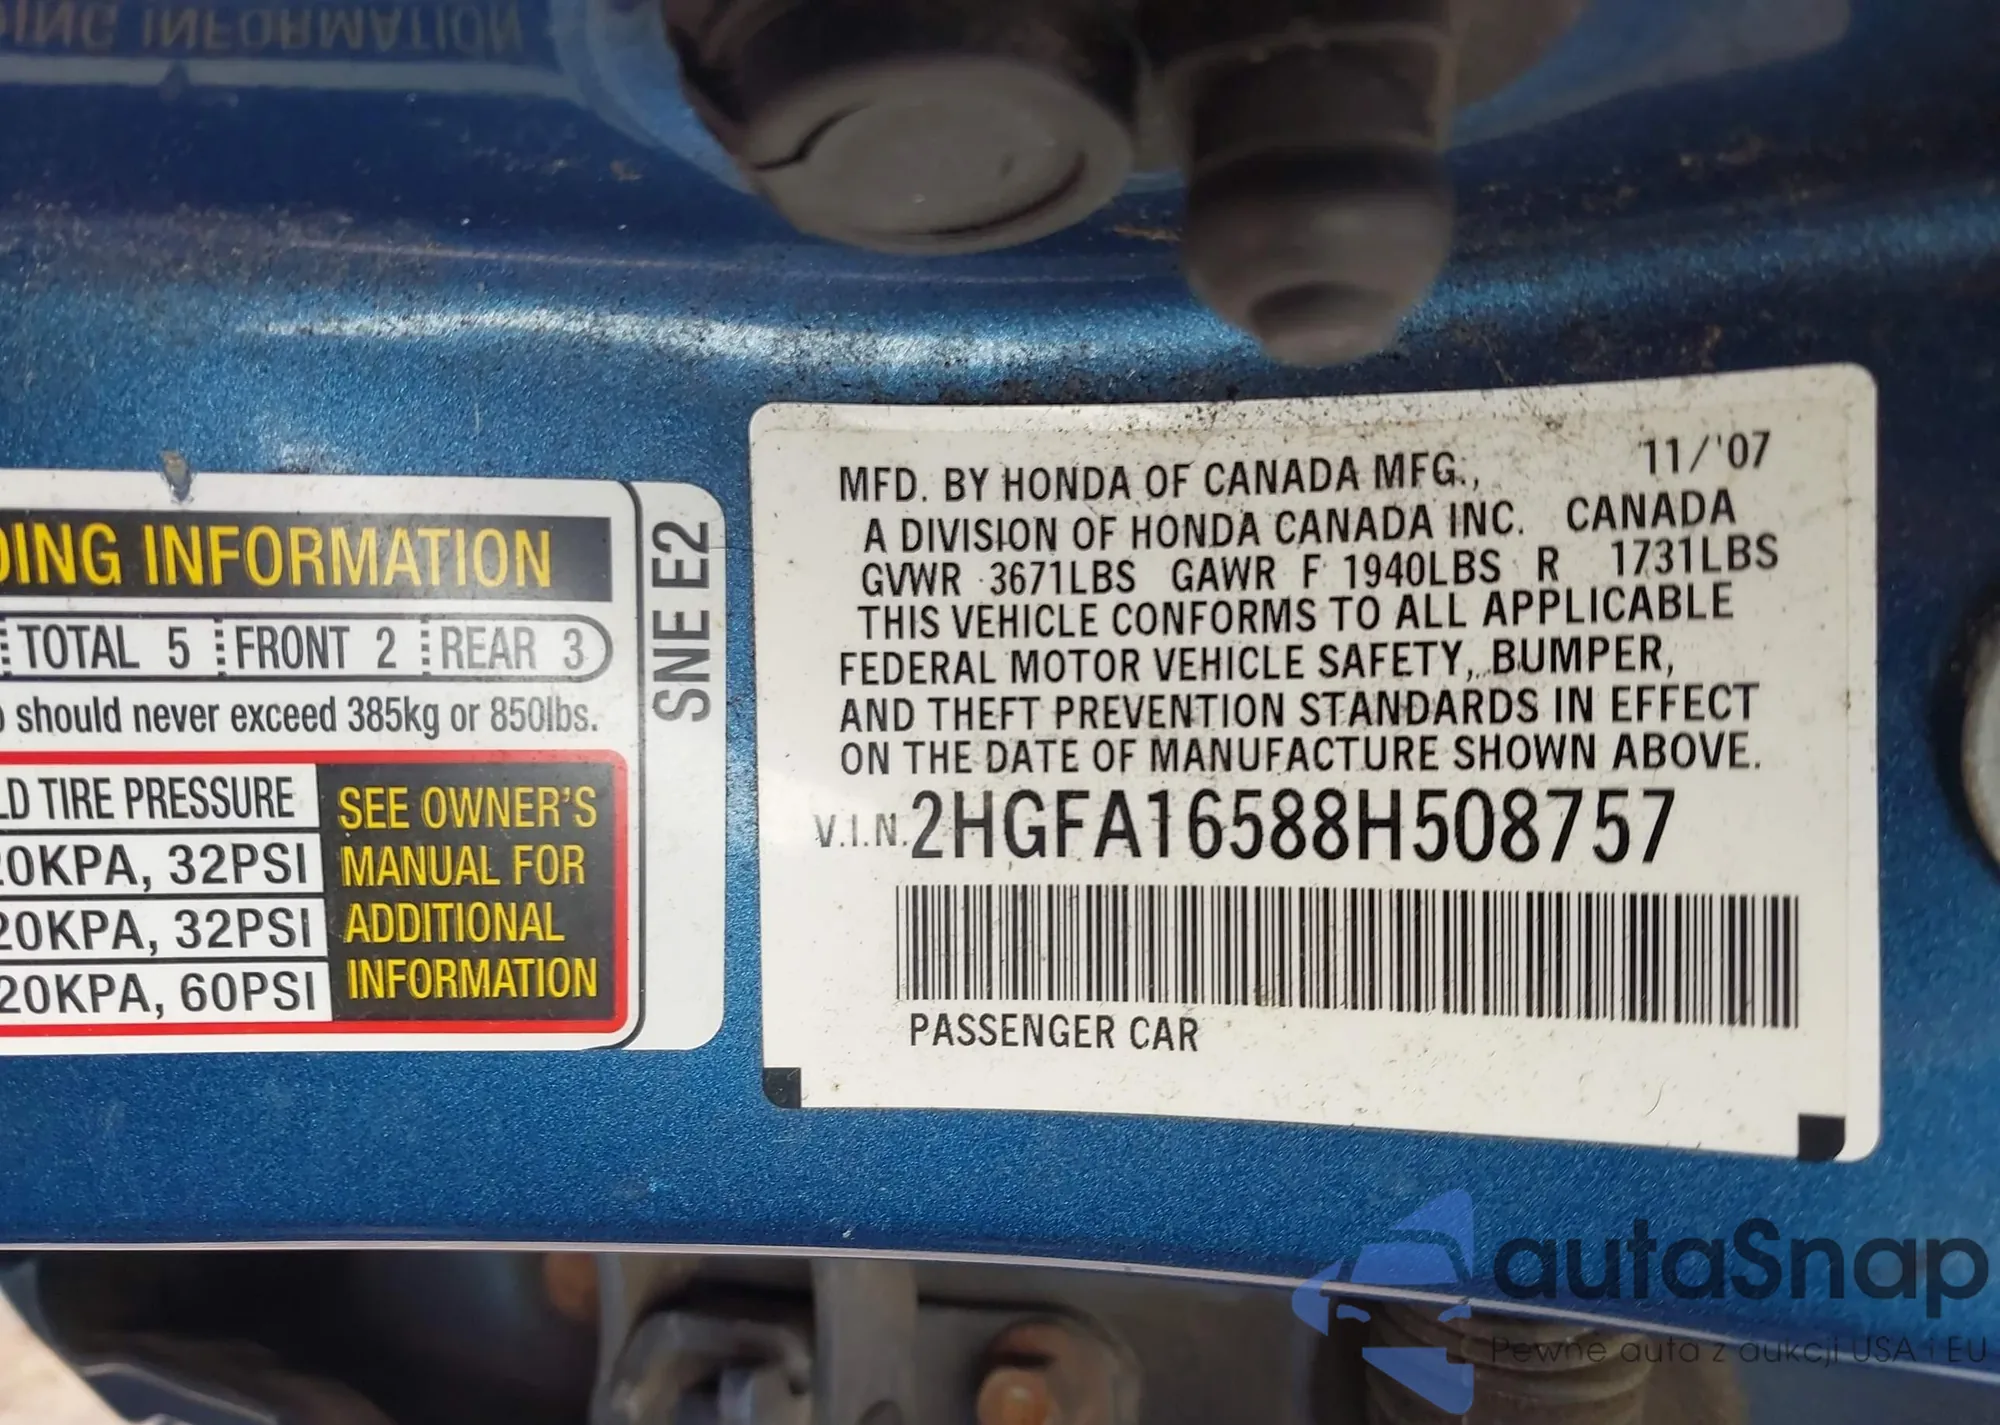 DING INFORMATION
DING INFORMATION
TOTAL 5 FRONT 2 REAR 3
should never exceed 385kg or 850lbs.
LD TIRE PRESSURE
20KPA, 32PSI
20KPA, 32PSI
20KPA, 60PSI
SEE OWNER'S
MANUAL FOR
ADDITIONAL
INFORMATION
SNE E2
11/'07
MFD. BY HONDA OF CANADA MFG.,
A DIVISION OF HONDA CANADA INC. CANADA
GVWR 3671LBS GAWR F 1940LBS R 1731LBS
THIS VEHICLE CONFORMS TO ALL APPLICABLE
FEDERAL MOTOR VEHICLE SAFETY, BUMPER,
AND THEFT PREVENTION STANDARDS IN EFFECT
ON THE DATE OF MANUFACTURE SHOWN ABOVE.
V.I.N. 2HGFA16588H508757
PASSENGER CAR
autaSnap
Pewne auta z aukcji USA i EU